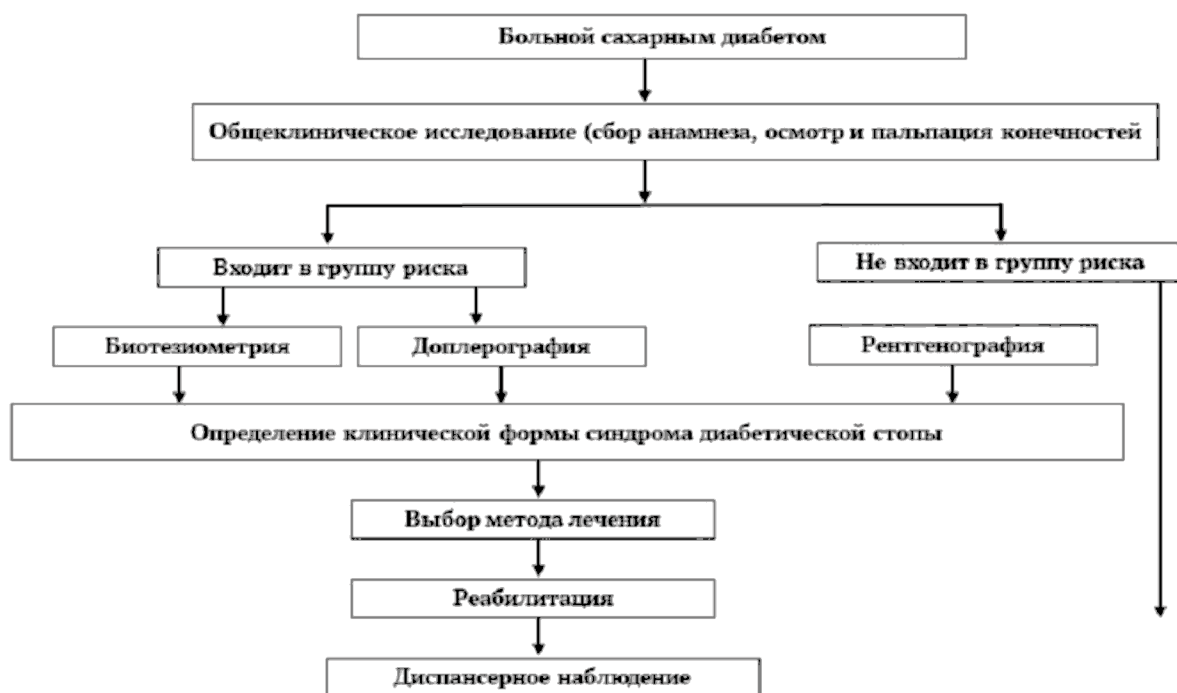 Больной сахарным диабетом
Общеклиническое исследование (сбор анамнеза, осмотр и пальпация конечностей
Входит в группу риска
Не входит в группу риска
Биотезиометрия
Доплерография
Рентгенография
Определение клинической формы синдрома диабетической стопы
Выбор метода лечения
Реабилитация
Диспансерное наблюдение